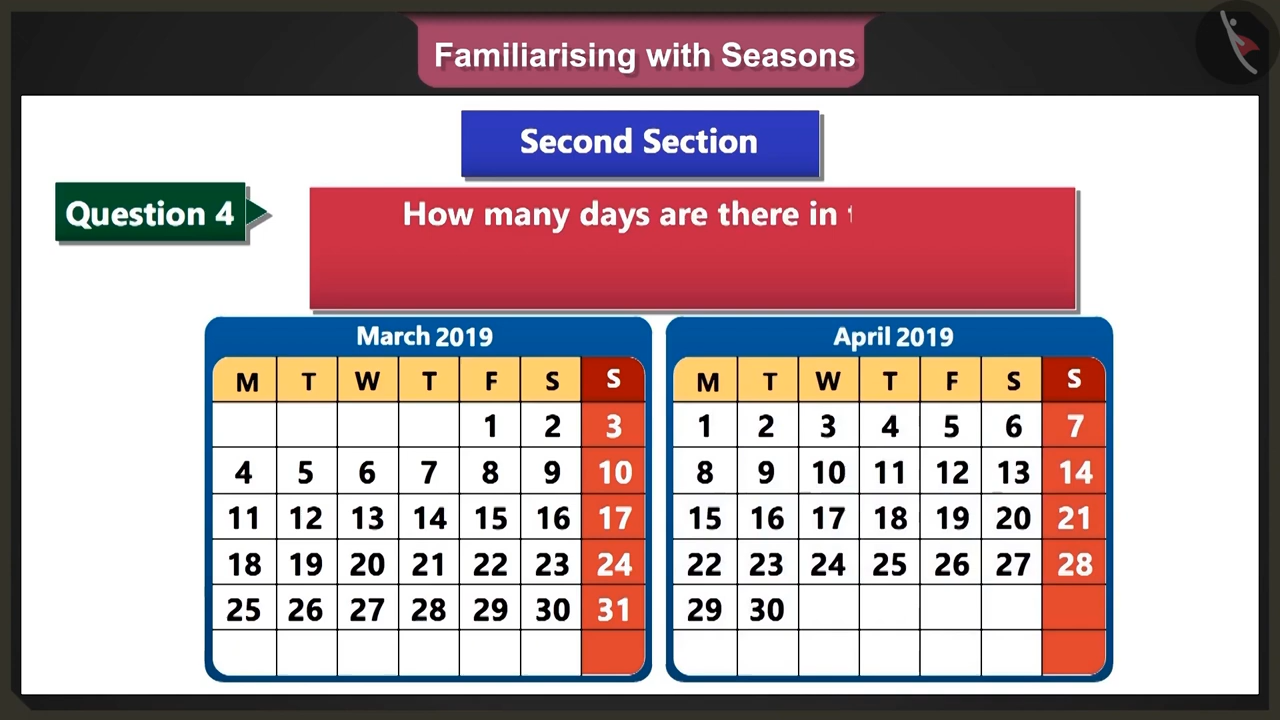 Familiarising with Seasons
Second Section
Question 4
How many days are there in
March 2019
M T W T F S S
1 2 3
4 5 6 7 8 9 10
11 12 13 14 15 16 17
18 19 20 21 22 23 24
25 26 27 28 29 30 31
April 2019
M T W T F S S
1 2 3 4 5 6 7
8 9 10 11 12 13 14
15 16 17 18 19 20 21
22 23 24 25 26 27 28
29 30